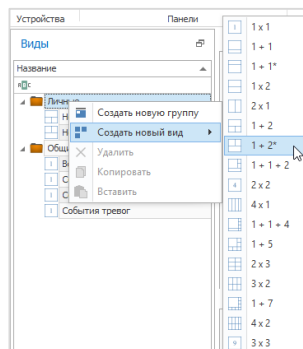 Устройства Панели
Виды
Название
Личные
Общие
События тревог
Создать новую группу
Создать новый вид
Удалить
Копировать
Вставить
1 x 1
1 + 1
1 + 1*
1 x 2
2 x 1
1 + 2
1 + 2*
1 + 1 + 2
2 x 2
4 x 1
1 + 1 + 4
1 + 5
2 x 3
3 x 2
1 + 7
4 x 2
3 x 3